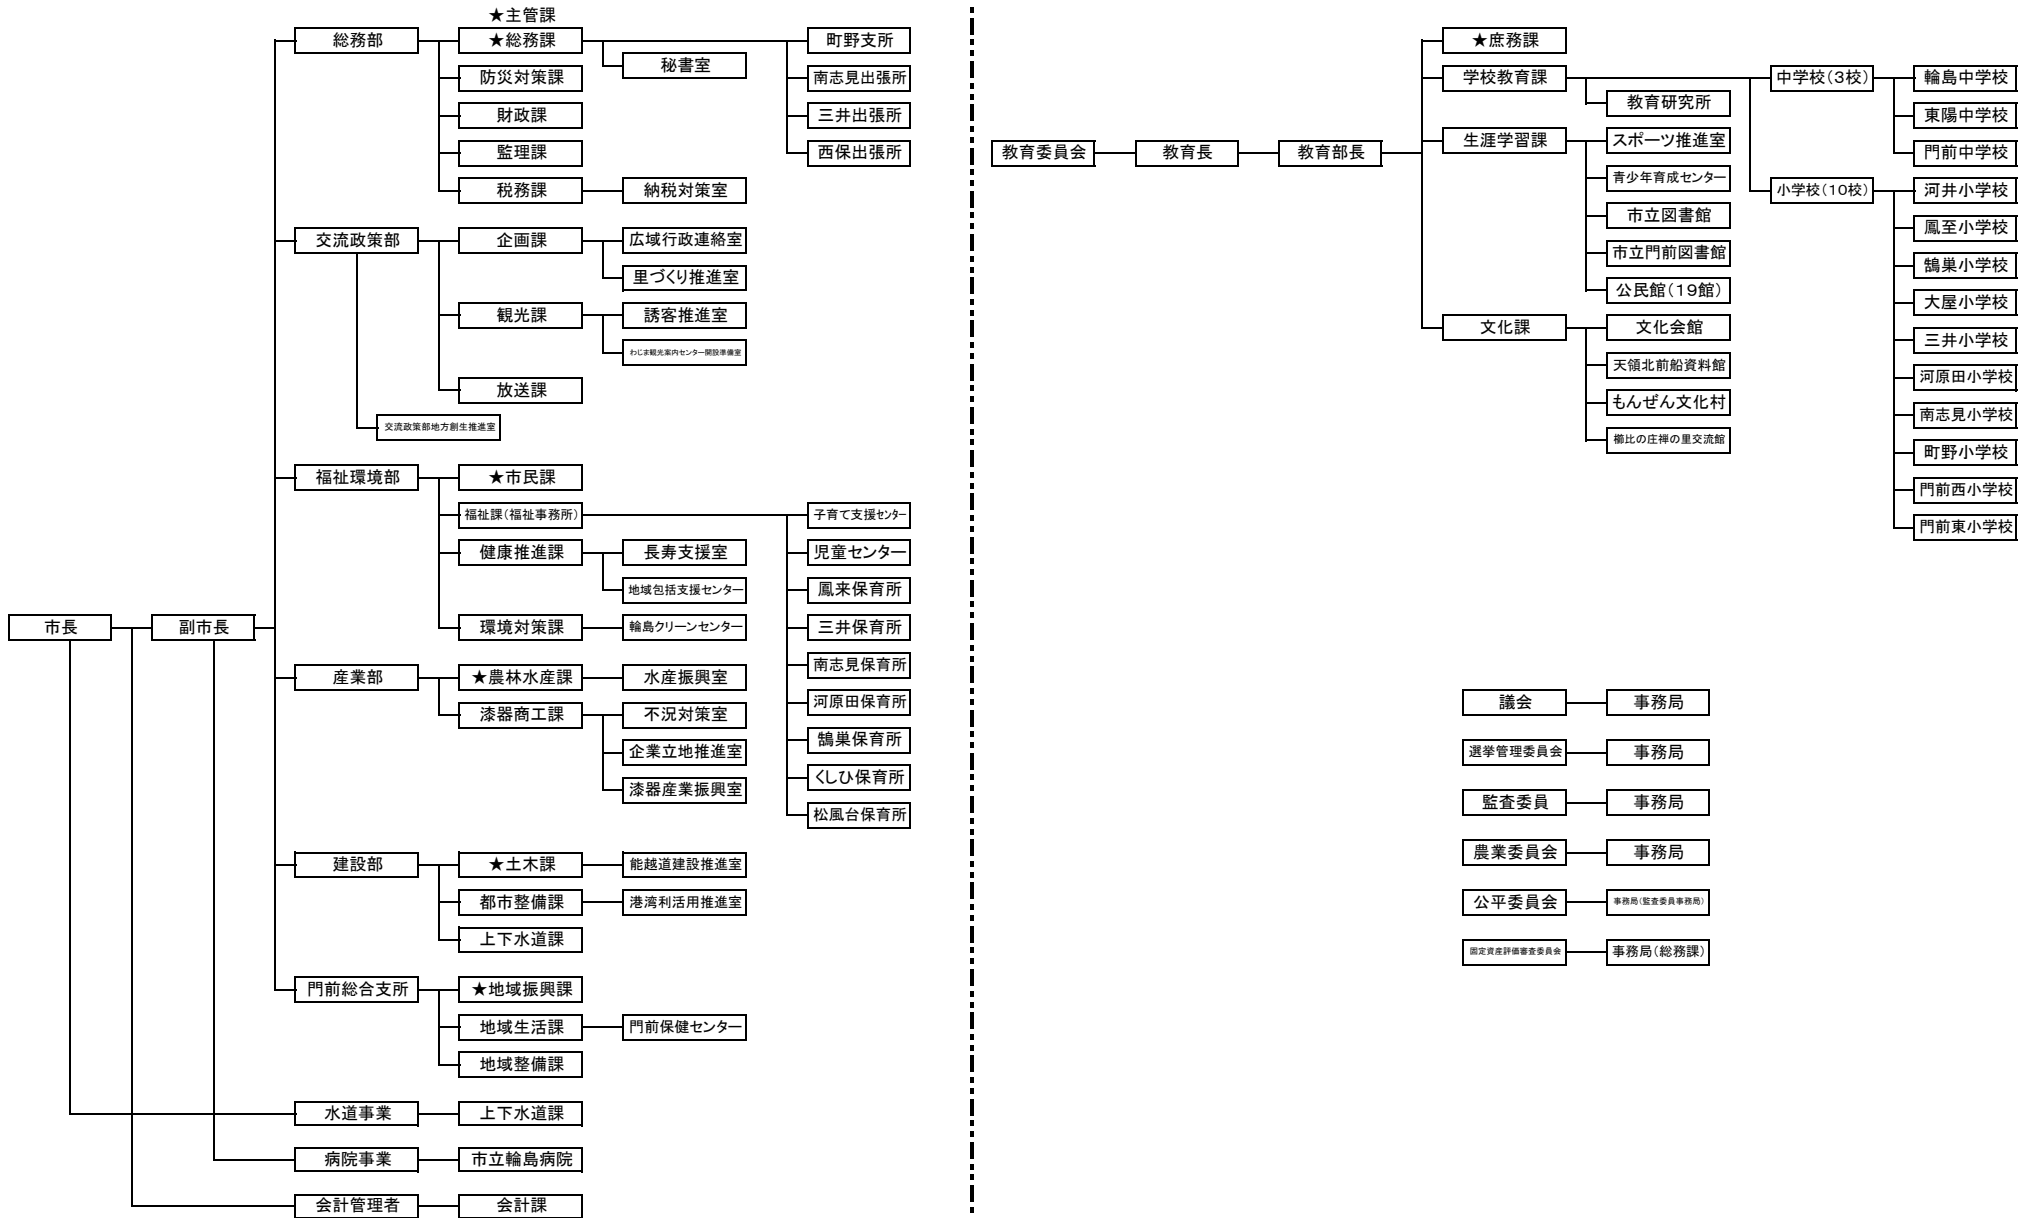 ★主管課
総務部
★総務課
秘書室
町野支所
南志見出張所
三井出張所
西保出張所
防災対策課
財政課
監理課
税務課
納税対策室
交流政策部
企画課
広域行政連絡室
里づくり推進室
観光課
誘客推進室
わじま観光案内センター開設準備室
放送課
交流政策部地方創生推進室
福祉環境部
★市民課
福祉課(福祉事務所)
子育て支援センター
児童センター
鳳来保育所
三井保育所
南志見保育所
河原田保育所
鵠巣保育所
くしひ保育所
松風台保育所
健康推進課
長寿支援室
地域包括支援センター
環境対策課
輪島クリーンセンター
市長
副市長
産業部
★農林水産課
水産振興室
漆器商工課
不況対策室
企業立地推進室
漆器産業振興室
建設部
★土木課
能越道建設推進室
都市整備課
港湾利活用推進室
上下水道課
門前総合支所
★地域振興課
地域生活課
門前保健センター
地域整備課
水道事業
上下水道課
病院事業
市立輪島病院
会計管理者
会計課
教育委員会
教育長
教育部長
★庶務課
学校教育課
教育研究所
中学校(3校)
輪島中学校
東陽中学校
門前中学校
小学校(10校)
河井小学校
鳳至小学校
鵠巣小学校
大屋小学校
三井小学校
河原田小学校
南志見小学校
町野小学校
門前西小学校
門前東小学校
生涯学習課
スポーツ推進室
青少年育成センター
市立図書館
市立門前図書館
公民館(19館)
文化課
文化会館
天領北前船資料館
もんぜん文化村
櫛比の庄禅の里交流館
議会
事務局
選挙管理委員会
事務局
監査委員
事務局
農業委員会
事務局
公平委員会
事務局(監査委員事務局)
固定資産評価審査委員会
事務局(総務課)